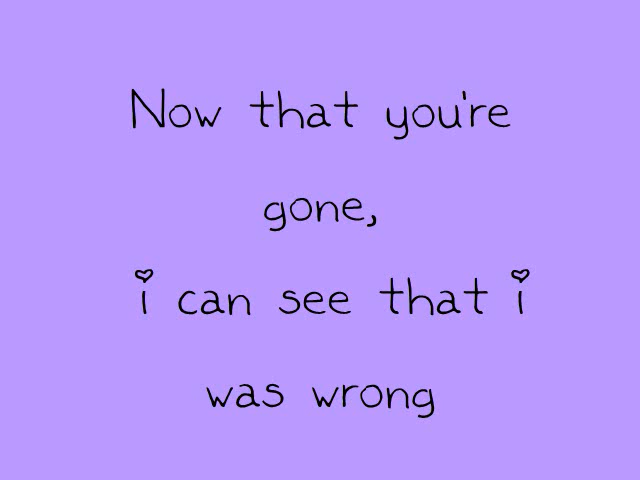 Now that you're
gone,
i can see that i
was wrong